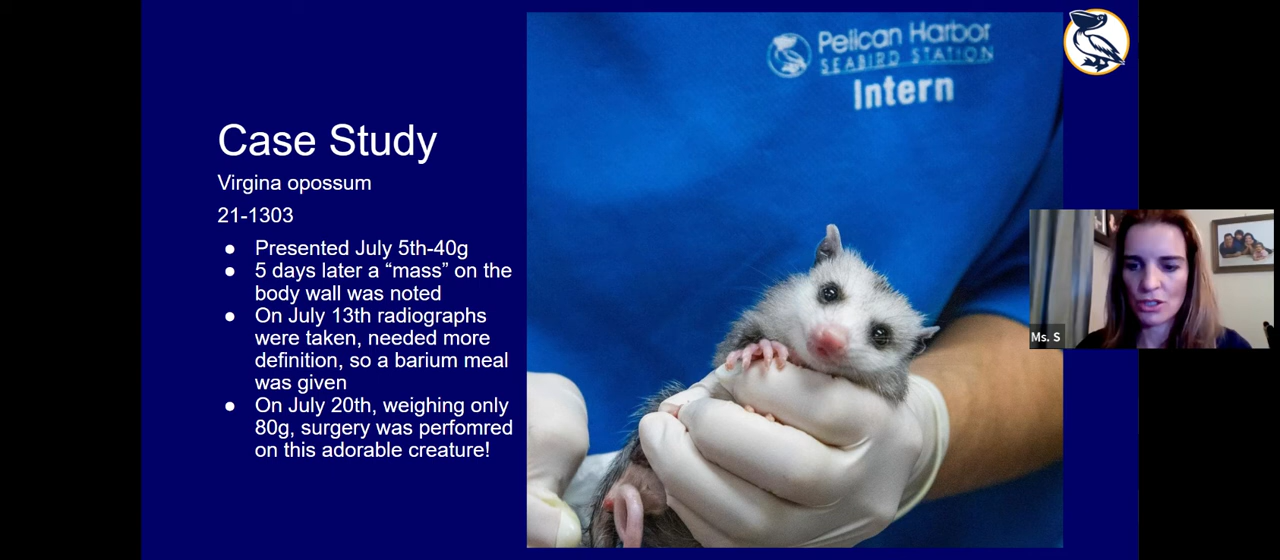 Pelican Harbor
SEABIRD STATION
Intern
Case Study
Virgina opossum
21-1303
● Presented July 5th-40g
● 5 days later a “mass” on the
body wall was noted
● On July 13th radiographs
were taken, needed more
definition, so a barium meal
was given
● On July 20th, weighing only
80g, surgery was perfomred
on this adorable creature!
Ms. S